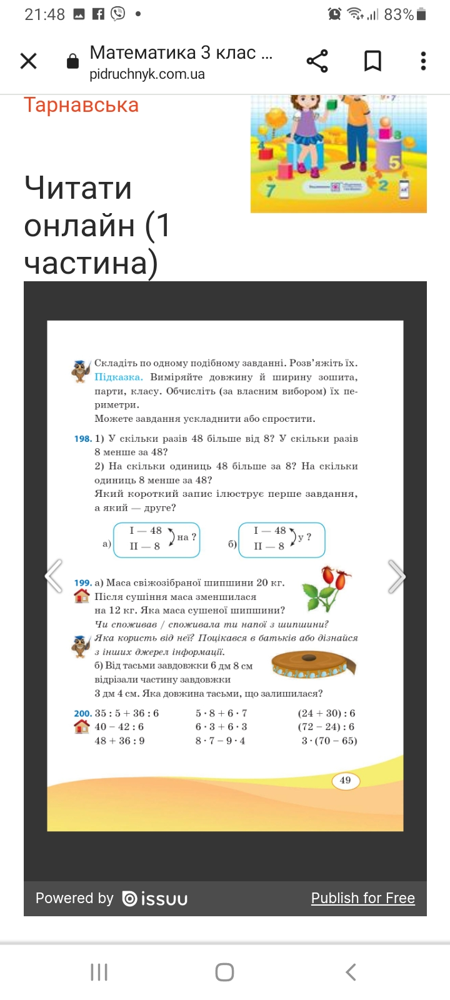 21:48
83%
Математика 3 клас ...
pidruchnyk.com.ua
Тарнавська
Читати
онлайн (1
частина)
4
3
5
7
2
Складіть по одному подібному завданні. Розв'яжіть їх.
Підказка. Виміряйте довжину й ширину зошита,
парти, класу. Обчисліть (за власним вибором) їх пе-
риметри.
Можете завдання ускладнити або спростити.
198. 1) У скільки разів 48 більше від 8? У скільки разів
8 менше за 48?
2) На скільки одиниць 48 більше за 8? На скільки
одиниць 8 менше за 48?
Який короткий запис ілюструє перше завдання,
а який — друге?
а) I — 48
II — 8
на ?
б) I — 48
II — 8
у ?
199. а) Маса свіжозібраної шипшини 20 кг.
Після сушіння маса зменшилася
на 12 кг. Яка маса сушеної шипшини?
Чи споживав / споживала ти напої з шипшини?
Яка користь від неї? Поцікався в батьків або дізнайся
з інших джерел інформації.
б) Від тасьми завдовжки 6 дм 8 см
відрізали частину завдовжки
3 дм 4 см. Яка довжина тасьми, що залишилася?
200. 35 : 5 + 36 : 6 5 · 8 + 6 · 7 (24 + 30) : 6
40 – 42 : 6 6 · 3 + 6 · 3 (72 – 24) : 6
48 + 36 : 9 8 · 7 – 9 · 4 3 · (70 – 65)
49
Powered by issuu
Publish for Free